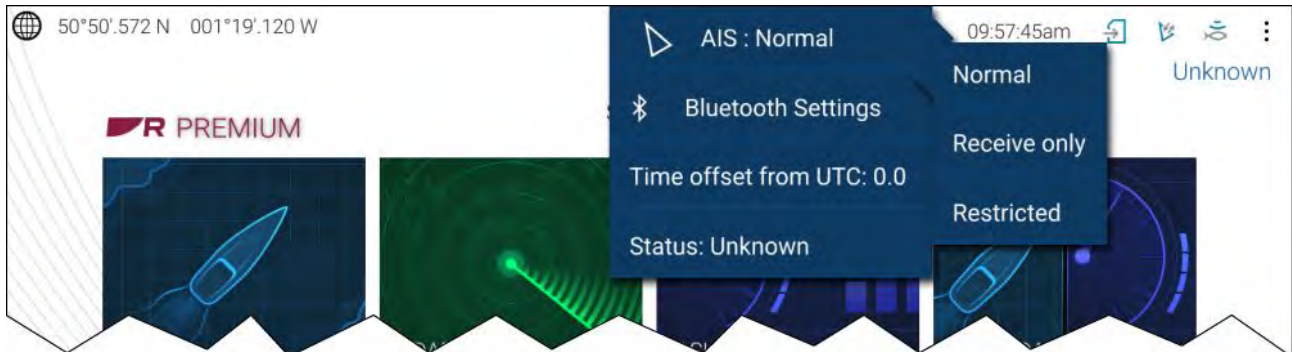 50°50'.572 N 001°19'.120 W
AIS : Normal
09:57:45am
Normal
Unknown
Bluetooth Settings
R PREMIUM
Receive only
Time offset from UTC: 0.0
Restricted
Status: Unknown